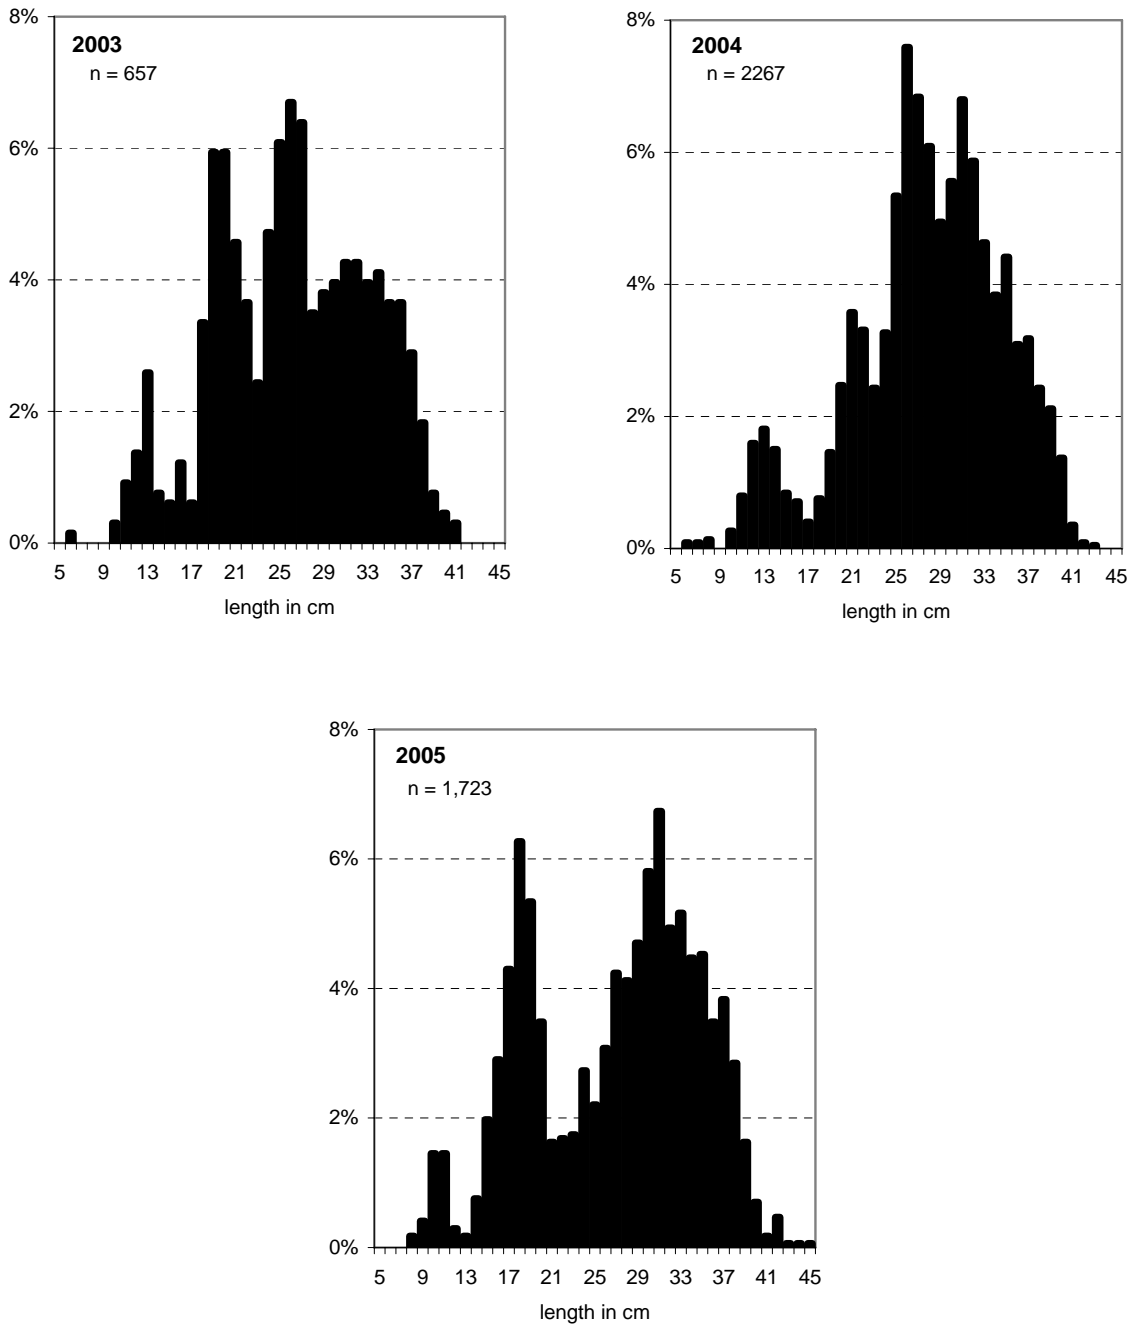 8%
2003
n = 657
6%
4%
2%
0%
5 9 13 17 21 25 29 33 37 41 45
length in cm
8%
2004
n = 2267
6%
4%
2%
0%
5 9 13 17 21 25 29 33 37 41 45
length in cm
8%
2005
n = 1,723
6%
4%
2%
0%
5 9 13 17 21 25 29 33 37 41 45
length in cm